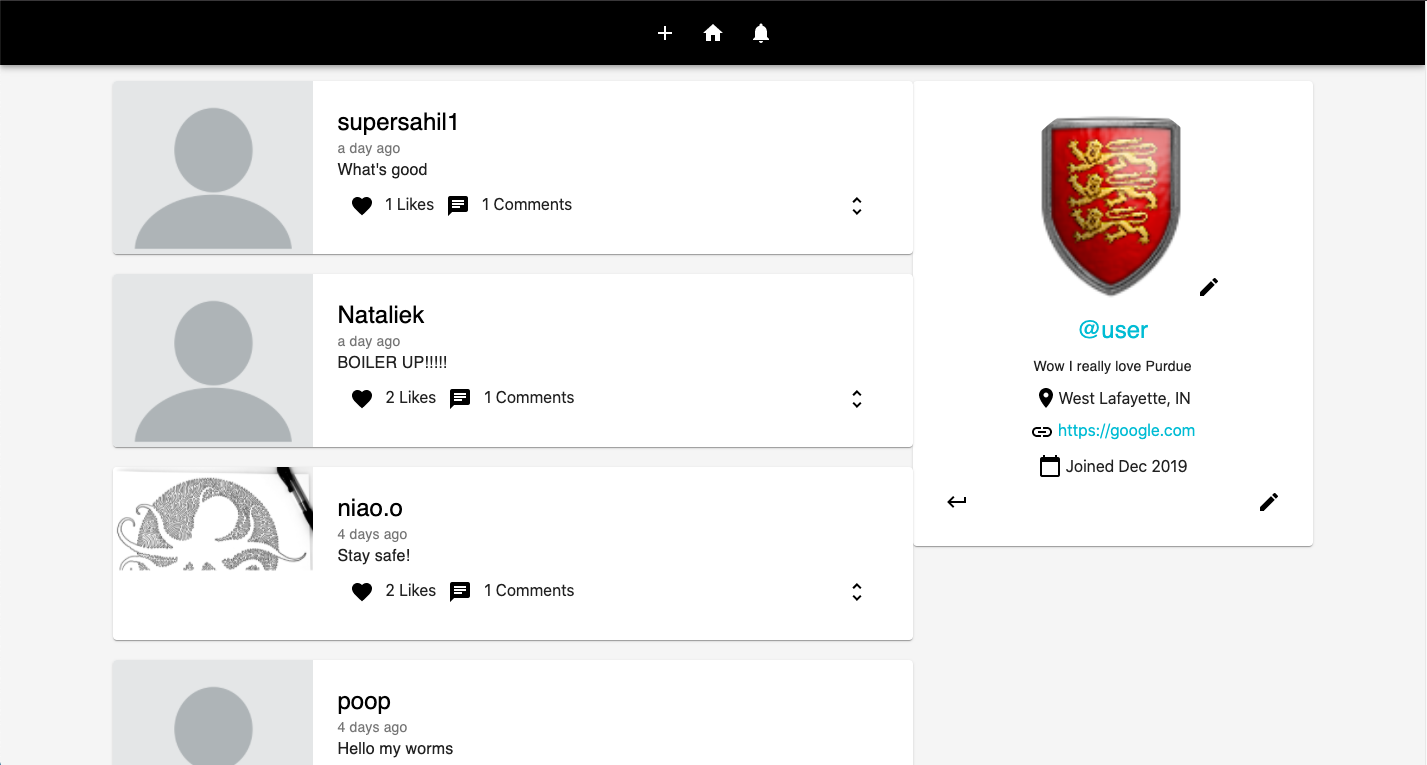 supersahil1
a day ago
What's good
1 Likes 1 Comments
Nataliek
a day ago
BOILER UP!!!!!
2 Likes 1 Comments
niao.o
4 days ago
Stay safe!
2 Likes 1 Comments
poop
4 days ago
Hello my worms
@user
Wow I really love Purdue
West Lafayette, IN
https://google.com
Joined Dec 2019